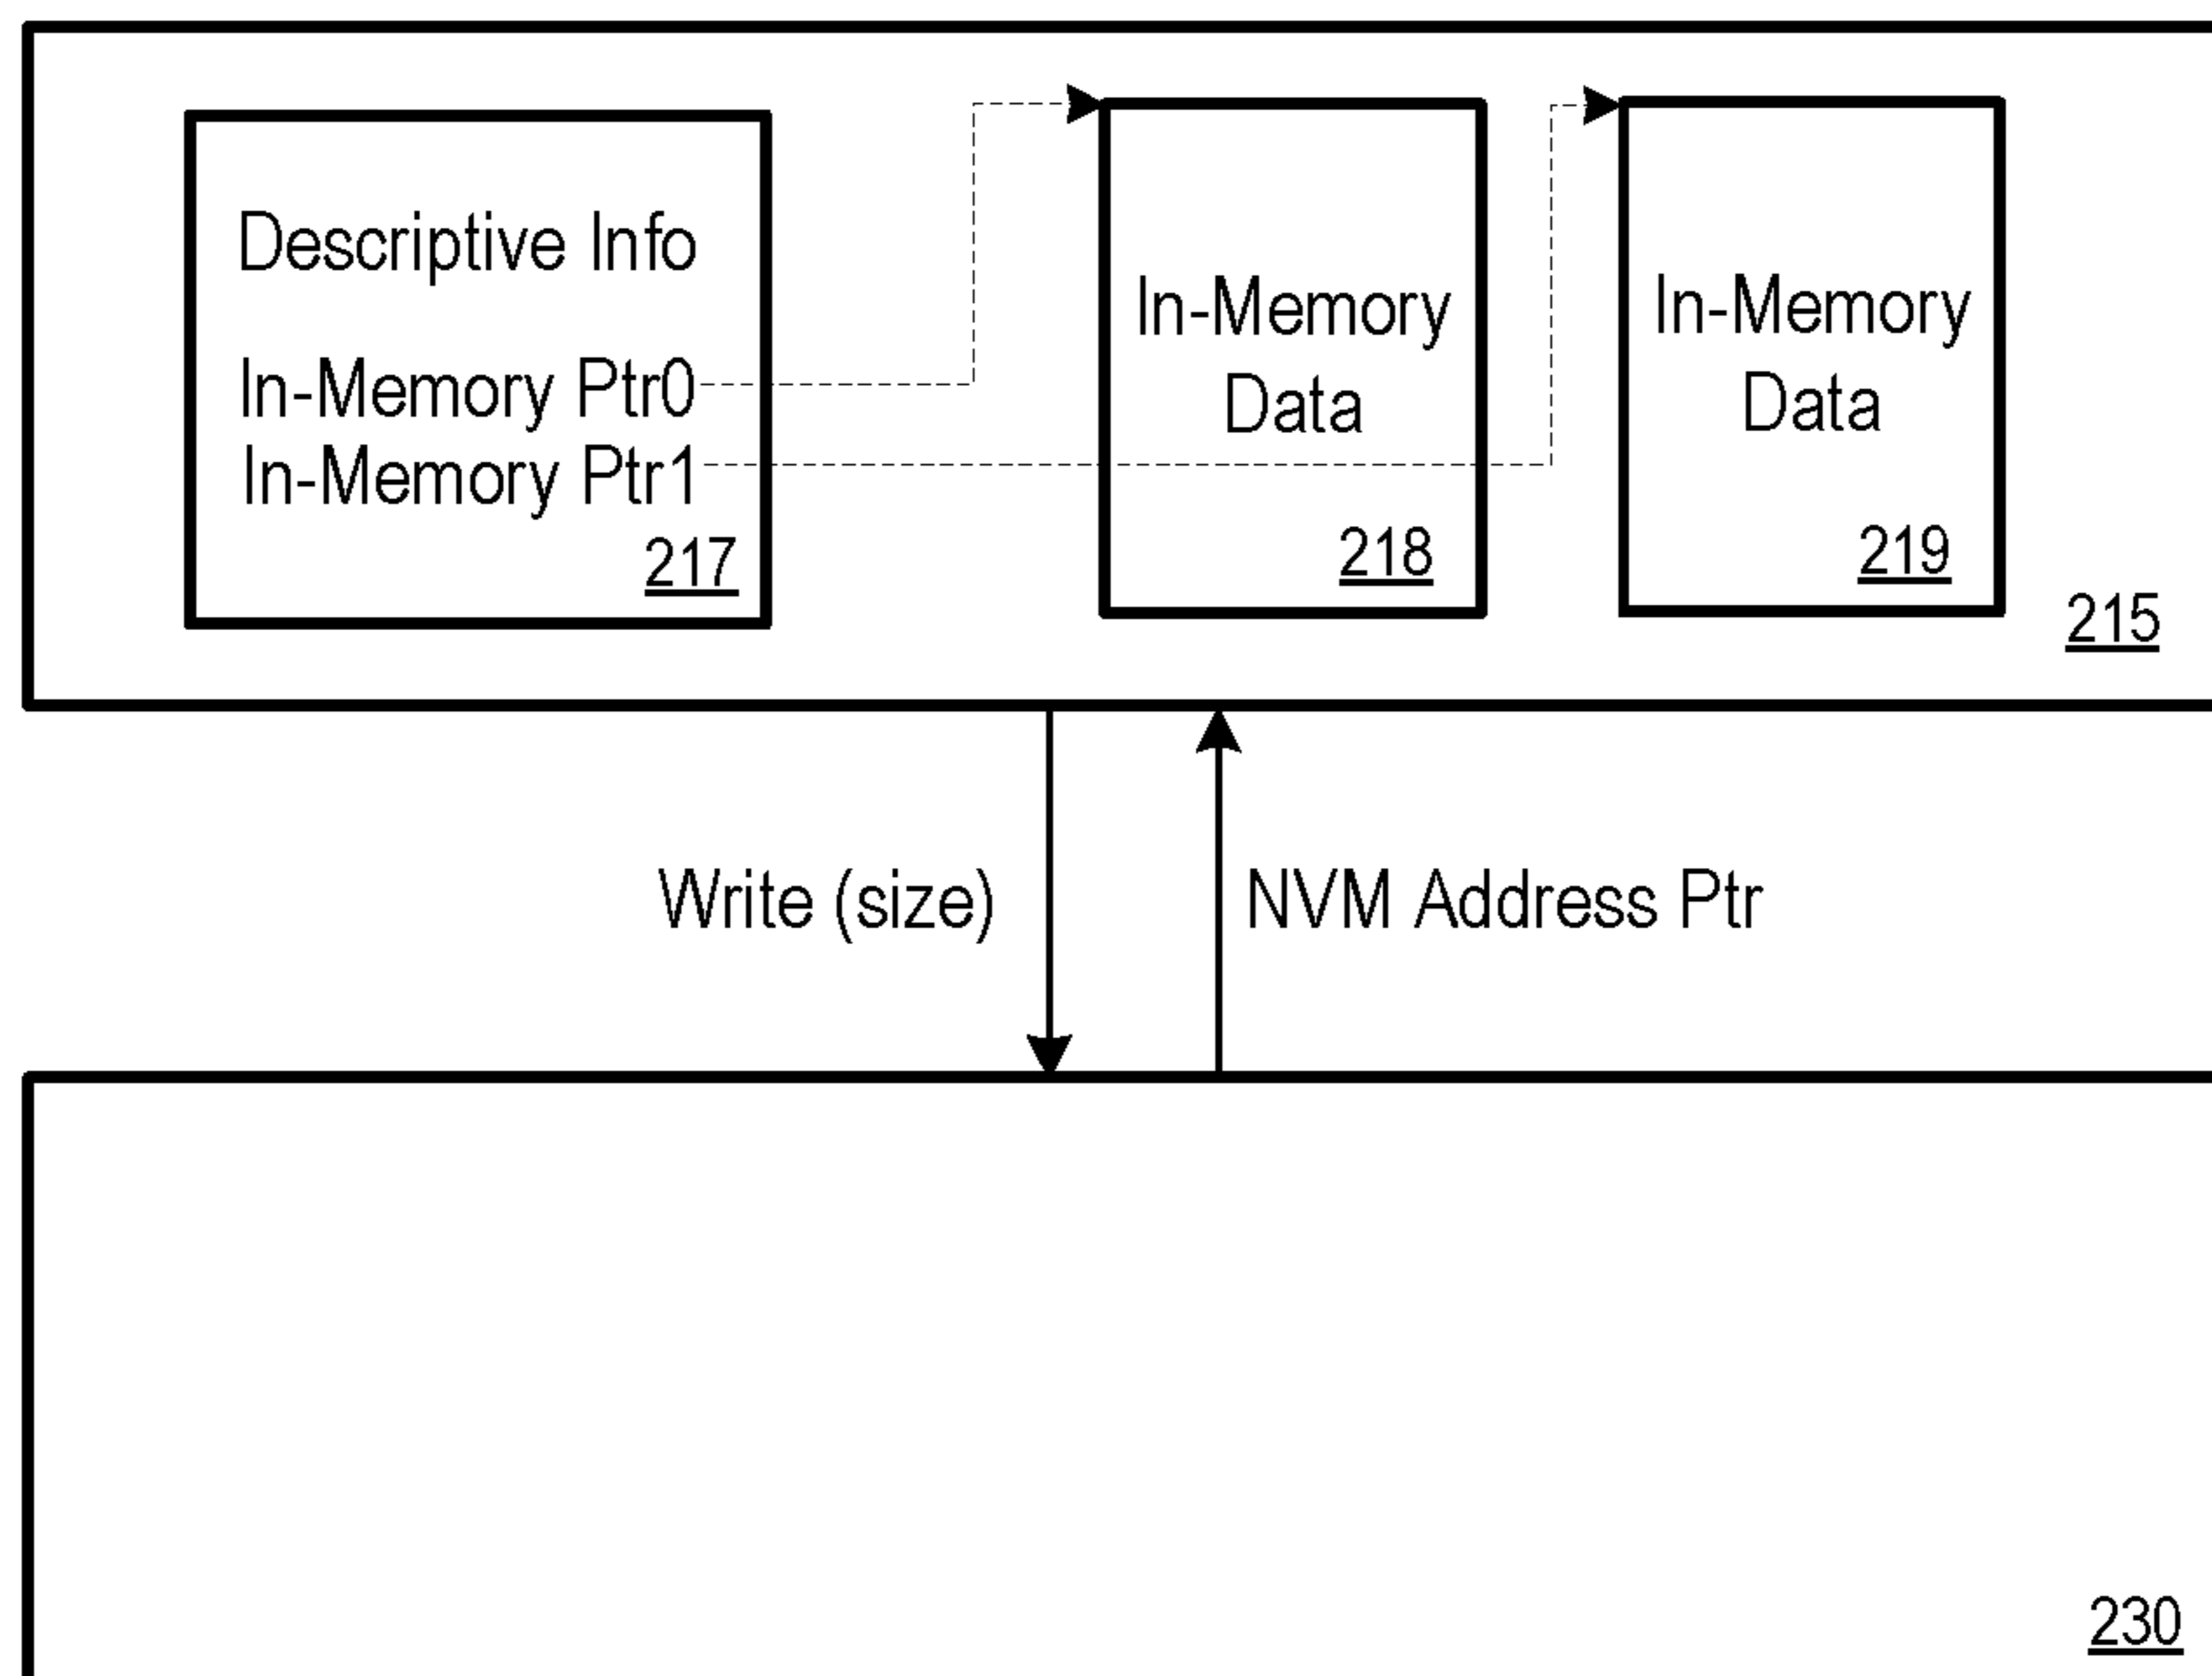 Descriptive Info
In-Memory Ptr0
In-Memory Ptr1
217
In-Memory
Data
218
In-Memory
Data
219
215
Write (size)
NVM Address Ptr
230